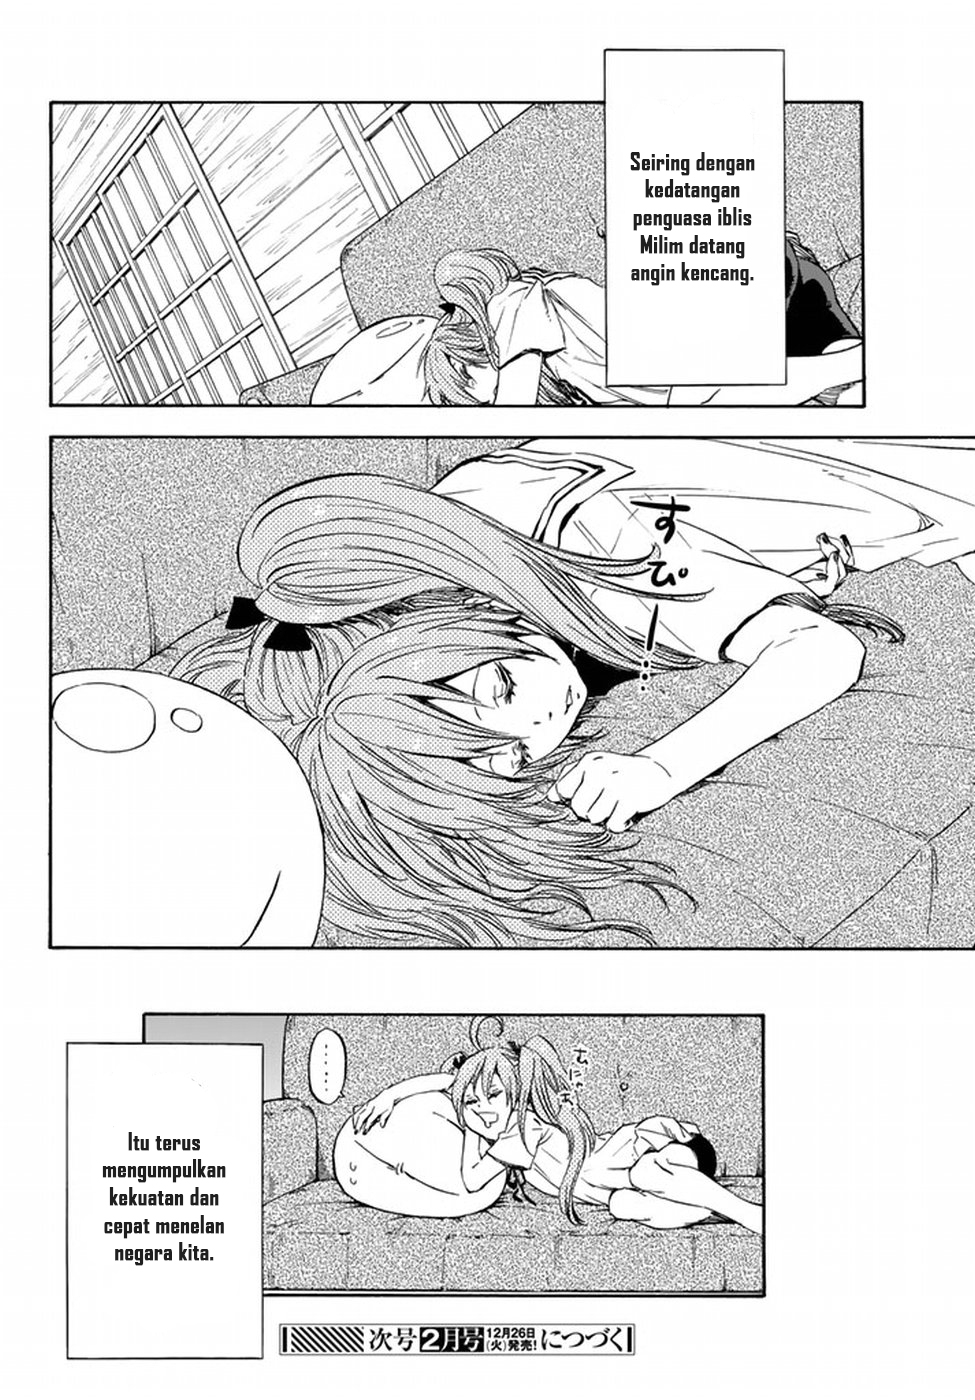 Seiring dengan
kedatangan
penguasa iblis
Milim datang
angin kencang.
すぴー…
……
あにゃあ
Itu terus
mengumpulkan
kekuatan dan
cepat menelan
negara kita.
次号2月号12月26日(火)発売!につづく